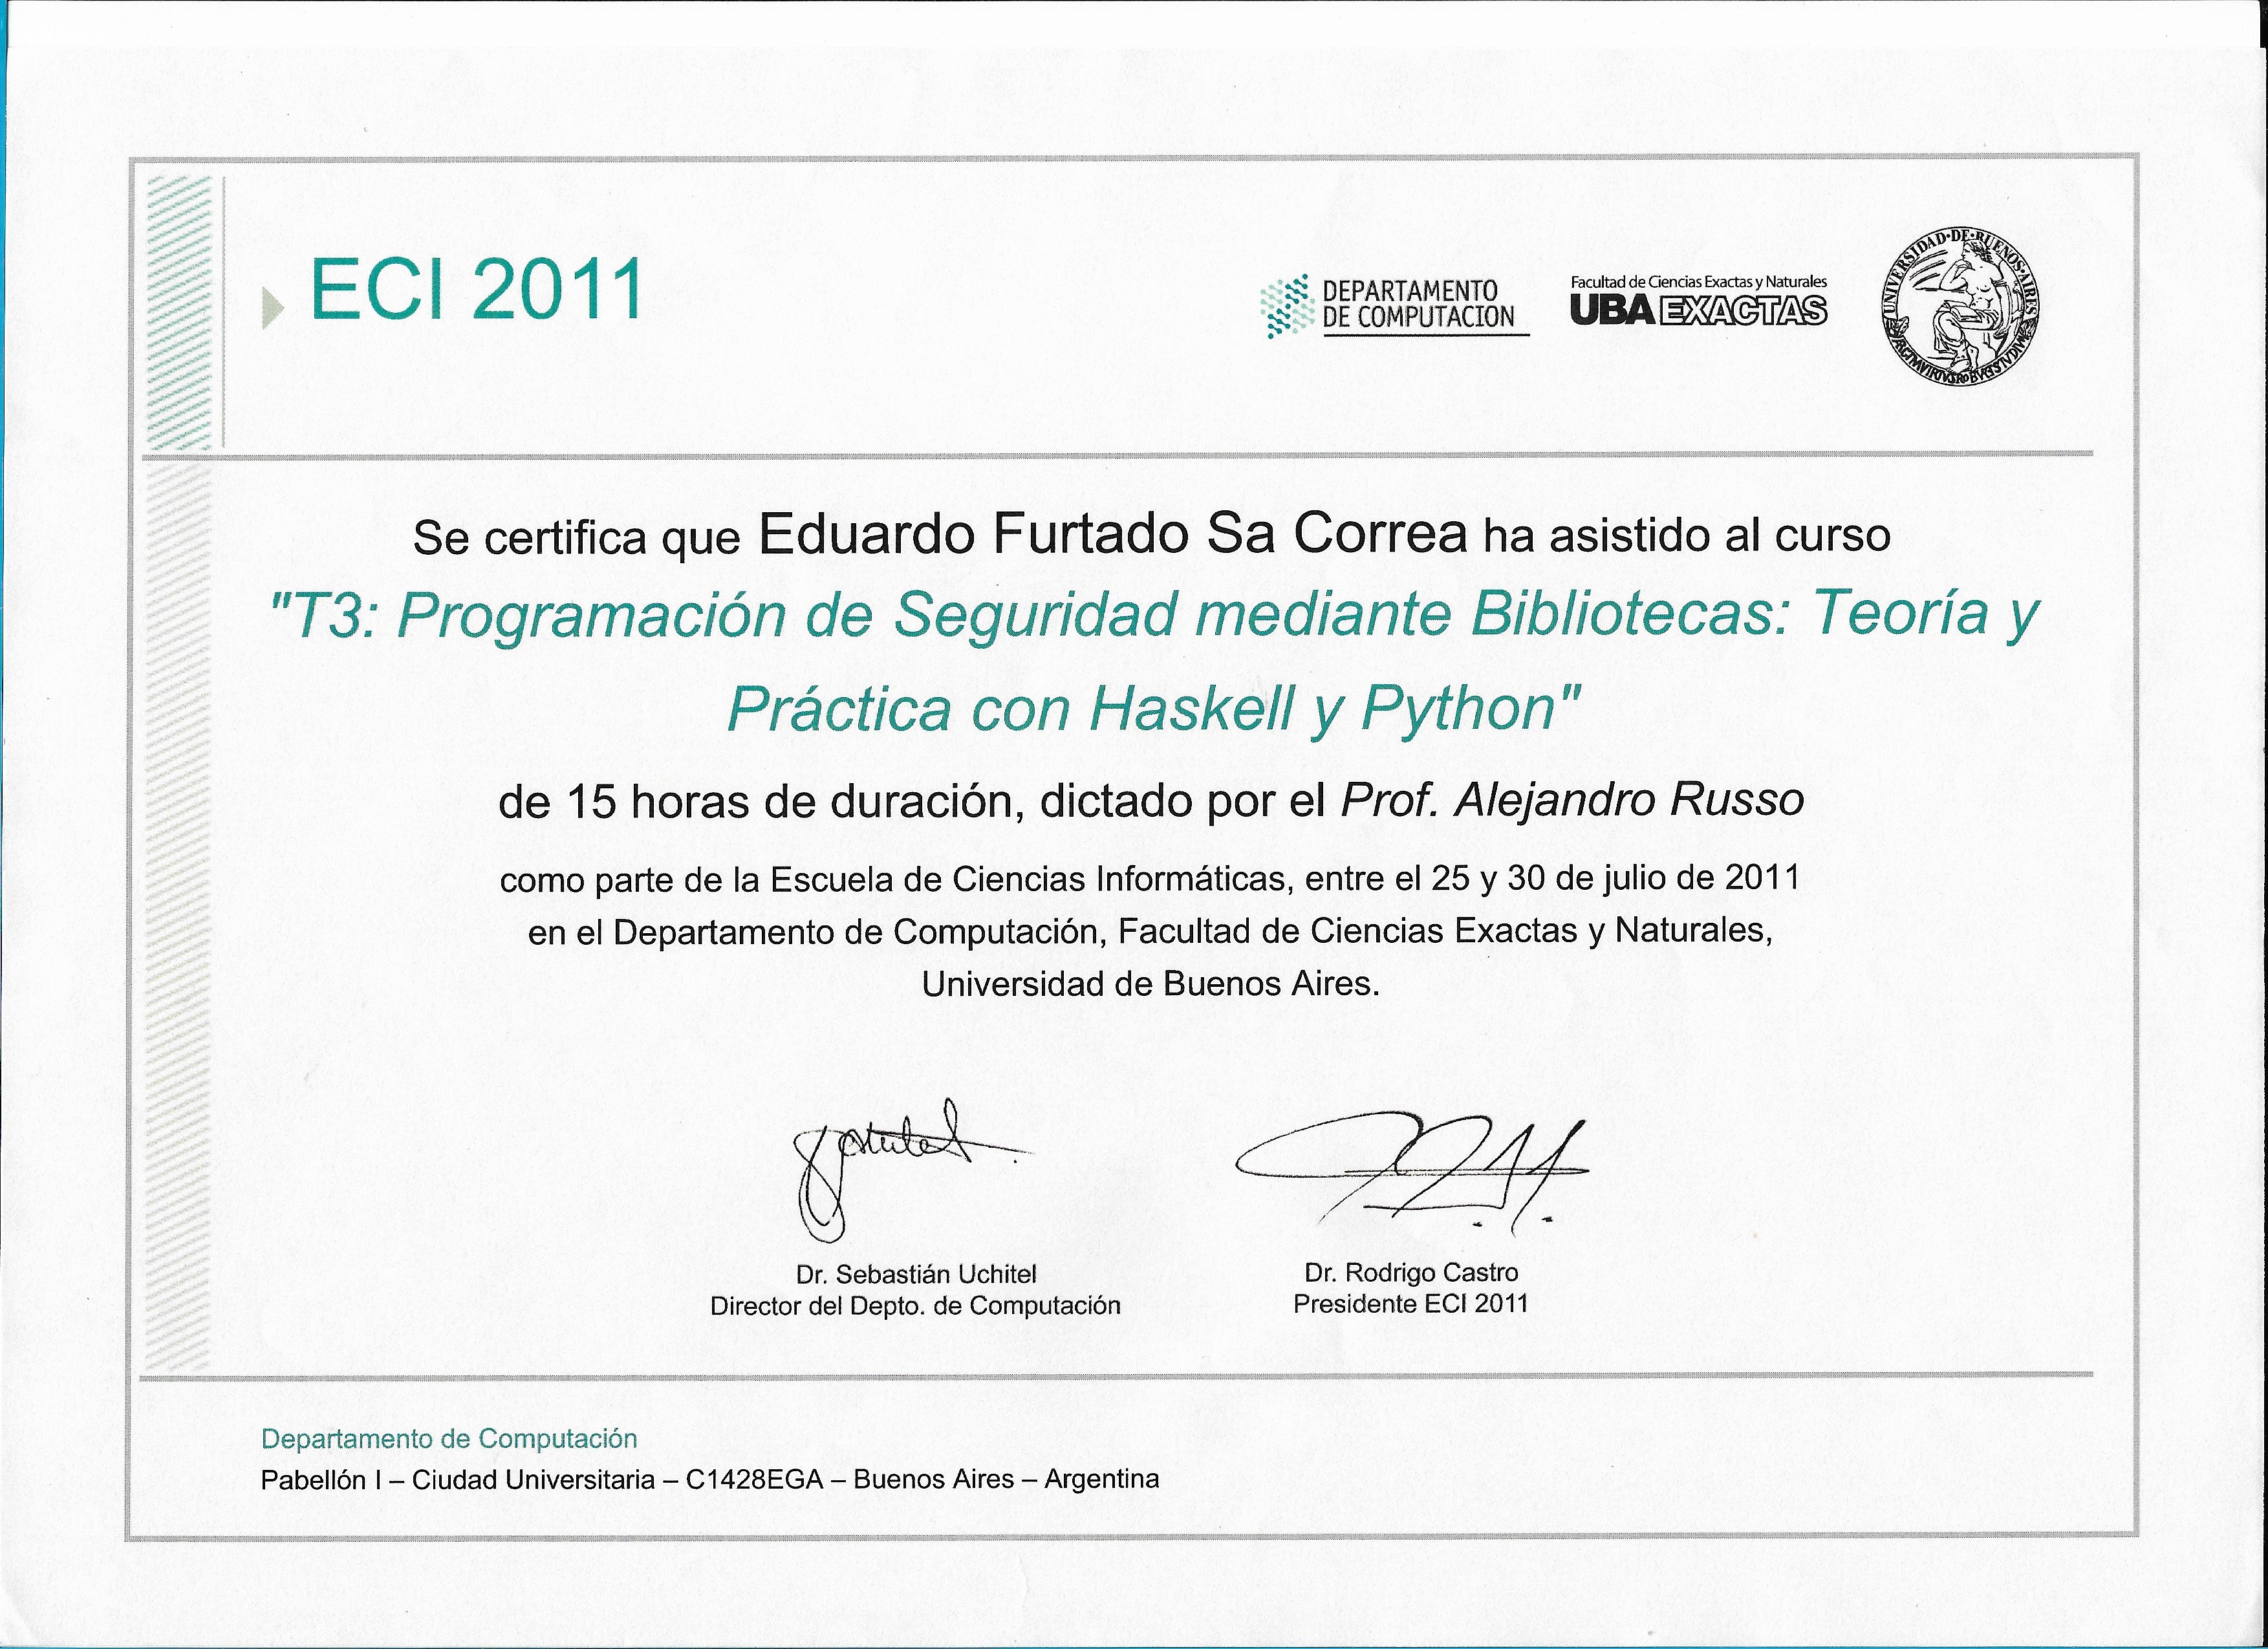 ECI 2011
DEPARTAMENTO
DE COMPUTACION
Facultad de Ciencias Exactas y Naturales
UBA EXACTAS
UNIVERSIDAD·DE·BUENOS·AIRES
Se certifica que Eduardo Furtado Sa Correa ha asistido al curso
"T3: Programación de Seguridad mediante Bibliotecas: Teoría y
Práctica con Haskell y Python"
de 15 horas de duración, dictado por el Prof. Alejandro Russo
como parte de la Escuela de Ciencias Informáticas, entre el 25 y 30 de julio de 2011
en el Departamento de Computación, Facultad de Ciencias Exactas y Naturales,
Universidad de Buenos Aires.
Dr. Sebastián Uchitel
Director del Depto. de Computación
Dr. Rodrigo Castro
Presidente ECI 2011
Departamento de Computación
Pabellón I – Ciudad Universitaria – C1428EGA – Buenos Aires – Argentina